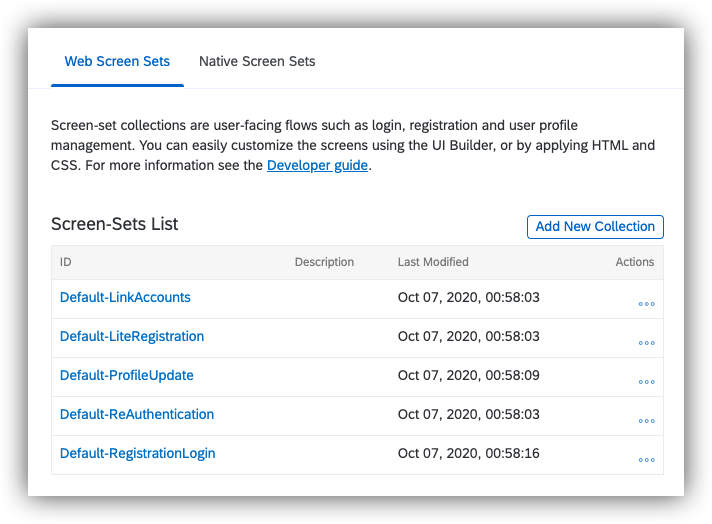 Web Screen Sets Native Screen Sets
Screen-set collections are user-facing flows such as login, registration and user profile
management. You can easily customize the screens using the UI Builder, or by applying HTML and
CSS. For more information see the Developer guide.
Screen-Sets List
Add New Collection
ID Description Last Modified Actions
Default-LinkAccounts Oct 07, 2020, 00:58:03
Default-LiteRegistration Oct 07, 2020, 00:58:03
Default-ProfileUpdate Oct 07, 2020, 00:58:09
Default-ReAuthentication Oct 07, 2020, 00:58:03
Default-RegistrationLogin Oct 07, 2020, 00:58:16